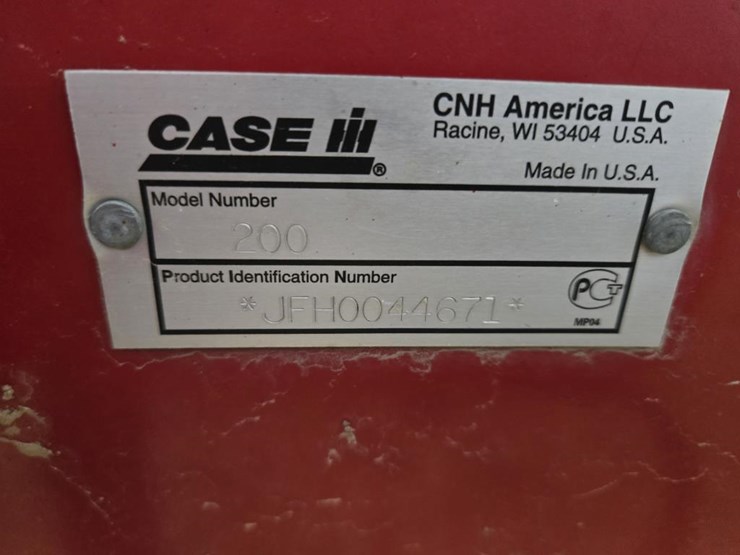 CASE IH®
CNH America LLC
Racine, WI 53404 U.S.A.
Made In U.S.A.
Model Number
200
Product Identification Number
*JFH0044671*
PCT
MP04